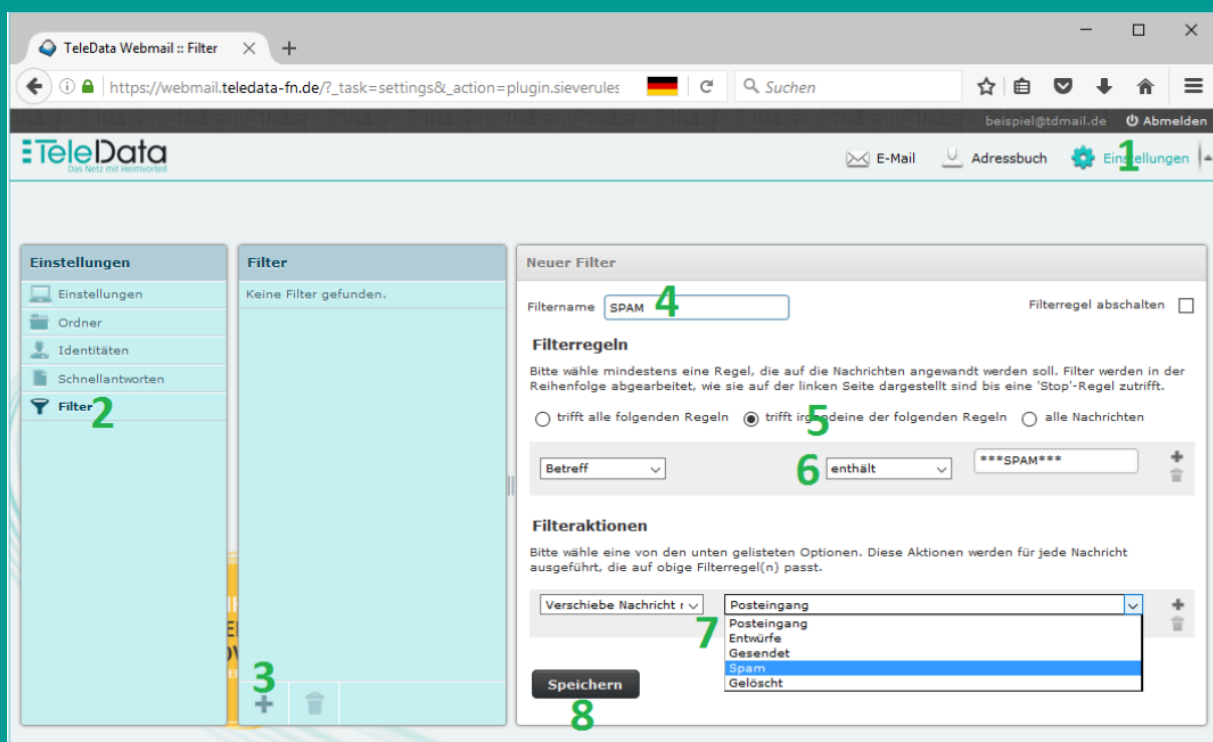 TeleData Webmail :: Filter
https://webmail.teledata-fn.de/?_task=settings&_action=plugin.sieverules
Suchen
beispiel@tdmail.de Abmelden
TeleData
Das Netz mit Heimvorteil
E-Mail Adressbuch Einstellungen
1
Einstellungen
Einstellungen
Ordner
Identitäten
Schnellantworten
Filter
2
Filter
Keine Filter gefunden.
3
Neuer Filter
Filtername SPAM 4 Filterregel abschalten
Filterregeln
Bitte wähle mindestens eine Regel, die auf die Nachrichten angewandt werden soll. Filter werden in der
Reihenfolge abgearbeitet, wie sie auf der linken Seite dargestellt sind bis eine 'Stop'-Regel zutrifft.
trifft alle folgenden Regeln trifft irgendeine der folgenden Regeln alle Nachrichten
5
Betreff 6 enthält ***SPAM***
Filteraktionen
Bitte wähle eine von den unten gelisteten Optionen. Diese Aktionen werden für jede Nachricht
ausgeführt, die auf obige Filterregel(n) passt.
Verschiebe Nachricht Posteingang
7
Posteingang
Entwürfe
Gesendet
Spam
Gelöscht
Speichern
8